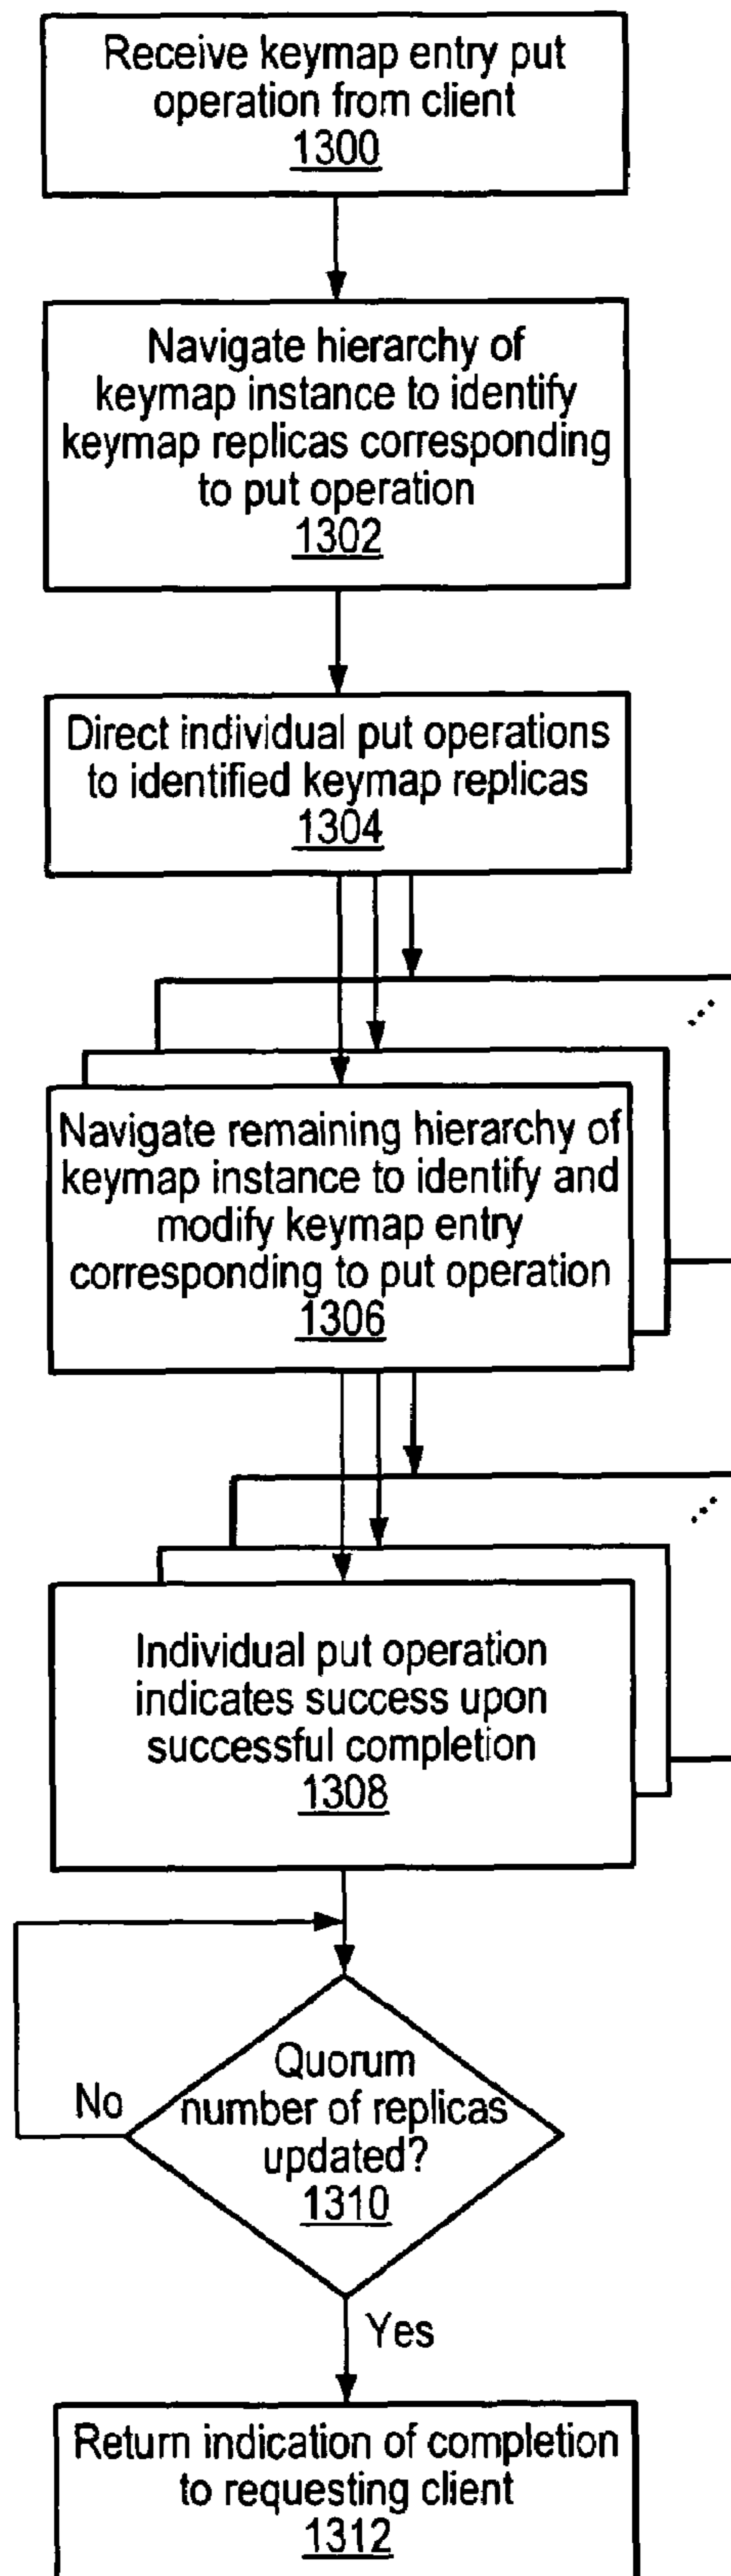 Receive keymap entry put
operation from client
1300
Navigate hierarchy of
keymap instance to identify
keymap replicas corresponding
to put operation
1302
Direct individual put operations
to identified keymap replicas
1304
Navigate remaining hierarchy of
keymap instance to identify and
modify keymap entry
corresponding to put operation
1306
Individual put operation
indicates success upon
successful completion
1308
Quorum
number of replicas
updated?
1310
No
Yes
Return indication of completion
to requesting client
1312